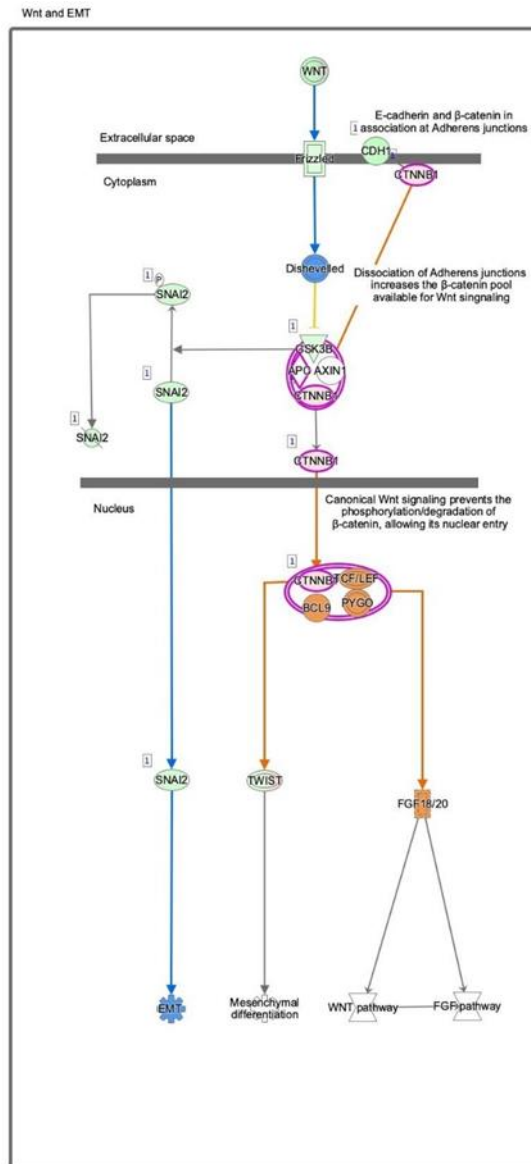 Wnt and EMT
WNT
E-cadherin and β-catenin in
1 association at Adherens junctions
Extracellular space
Frizzled
CDH1
1
CTNNB1
Cytoplasm
Dishevelled
Dissociation of Adherens junctions
increases the β-catenin pool
available for Wnt singnaling
1
P
SNAI2
1
GSK3B
APC AXIN1
CTNNB1
1
SNAI2
1
SNAI2
1
CTNNB1
Nucleus
Canonical Wnt signaling prevents the
phosphorylation/degradation of
β-catenin, allowing its nuclear entry
1
CTNNB1
TCF/LEF
BCL9
PYGO
1
SNAI2
TWIST
FGF18/20
EMT
Mesenchymal
differentiation
WNT pathway
FGF pathway